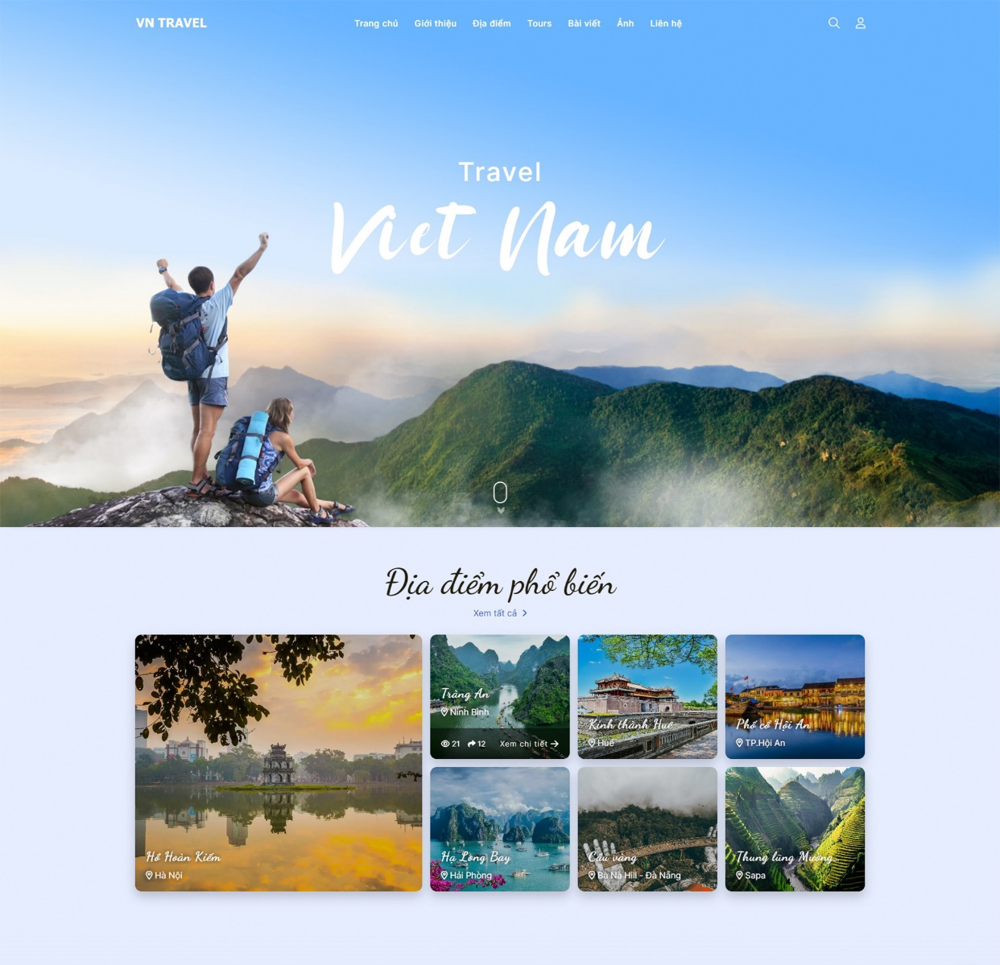 VN TRAVEL
Trang chủ Giới thiệu Địa điểm Tours Bài viết Ảnh Liên hệ
Travel
Viet Nam
Địa điểm phổ biến
Xem tất cả
Tràng An
Ninh Bình
21 12 Xem chi tiết
Kinh thành Huế
Huế
Phố cổ Hội An
TP.Hội An
Hồ Hoàn Kiếm
Hà Nội
Hạ Long Bay
Hải Phòng
Cầu vàng
Bà Nà Hill - Đà Nẵng
Thung lũng Mường...
Sapa